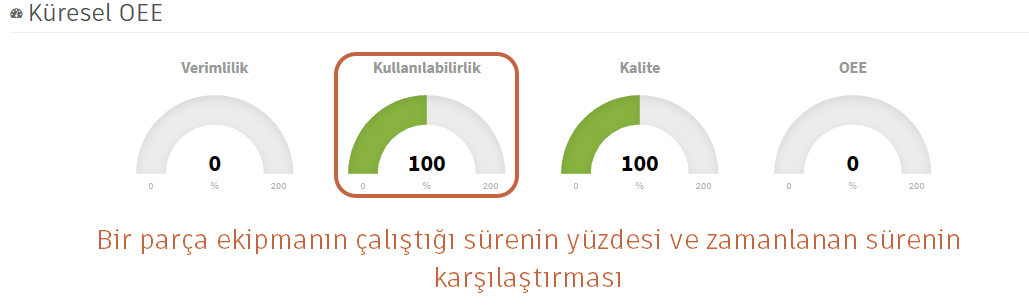 Küresel OEE
Verimlilik Kullanılabilirlik Kalite OEE
0 100 100 0
0 % 200 0 % 200 0 % 200 0 % 200
Bir parça ekipmanın çalıştığı sürenin yüzdesi ve zamanlanan sürenin
karşılaştırması